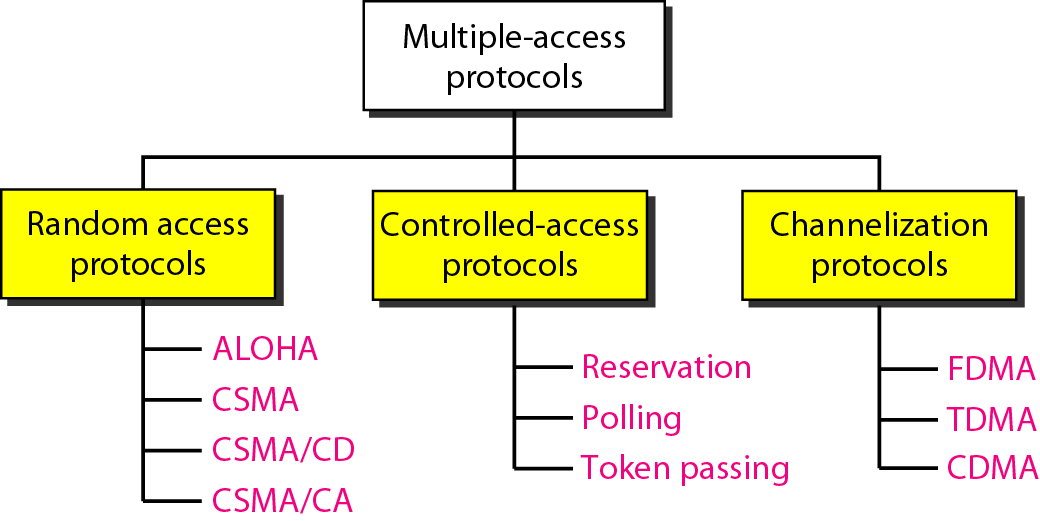 Multiple-access
protocols
Random access
protocols
Controlled-access
protocols
Channelization
protocols
ALOHA
CSMA
CSMA/CD
CSMA/CA
Reservation
Polling
Token passing
FDMA
TDMA
CDMA